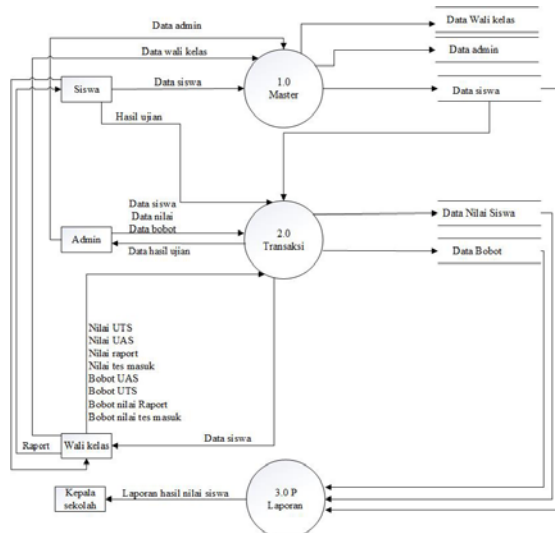 Data admin
Data wali kelas
Siswa
Data siswa
Hasil ujian
1.0
Master
Data Wali kelas
Data admin
Data siswa
Data siswa
Data nilai
Data bobot
Admin
Data hasil ujian
2.0
Transaksi
Data Nilai Siswa
Data Bobot
Nilai UTS
Nilai UAS
Nilai raport
Nilai tes masuk
Bobot UAS
Bobot UTS
Bobot nilai Raport
Bobot nilai tes masuk
Raport
Wali kelas
Data siswa
Kepala
sekolah
Laporan hasil nilai siswa
3.0 P
Laporan